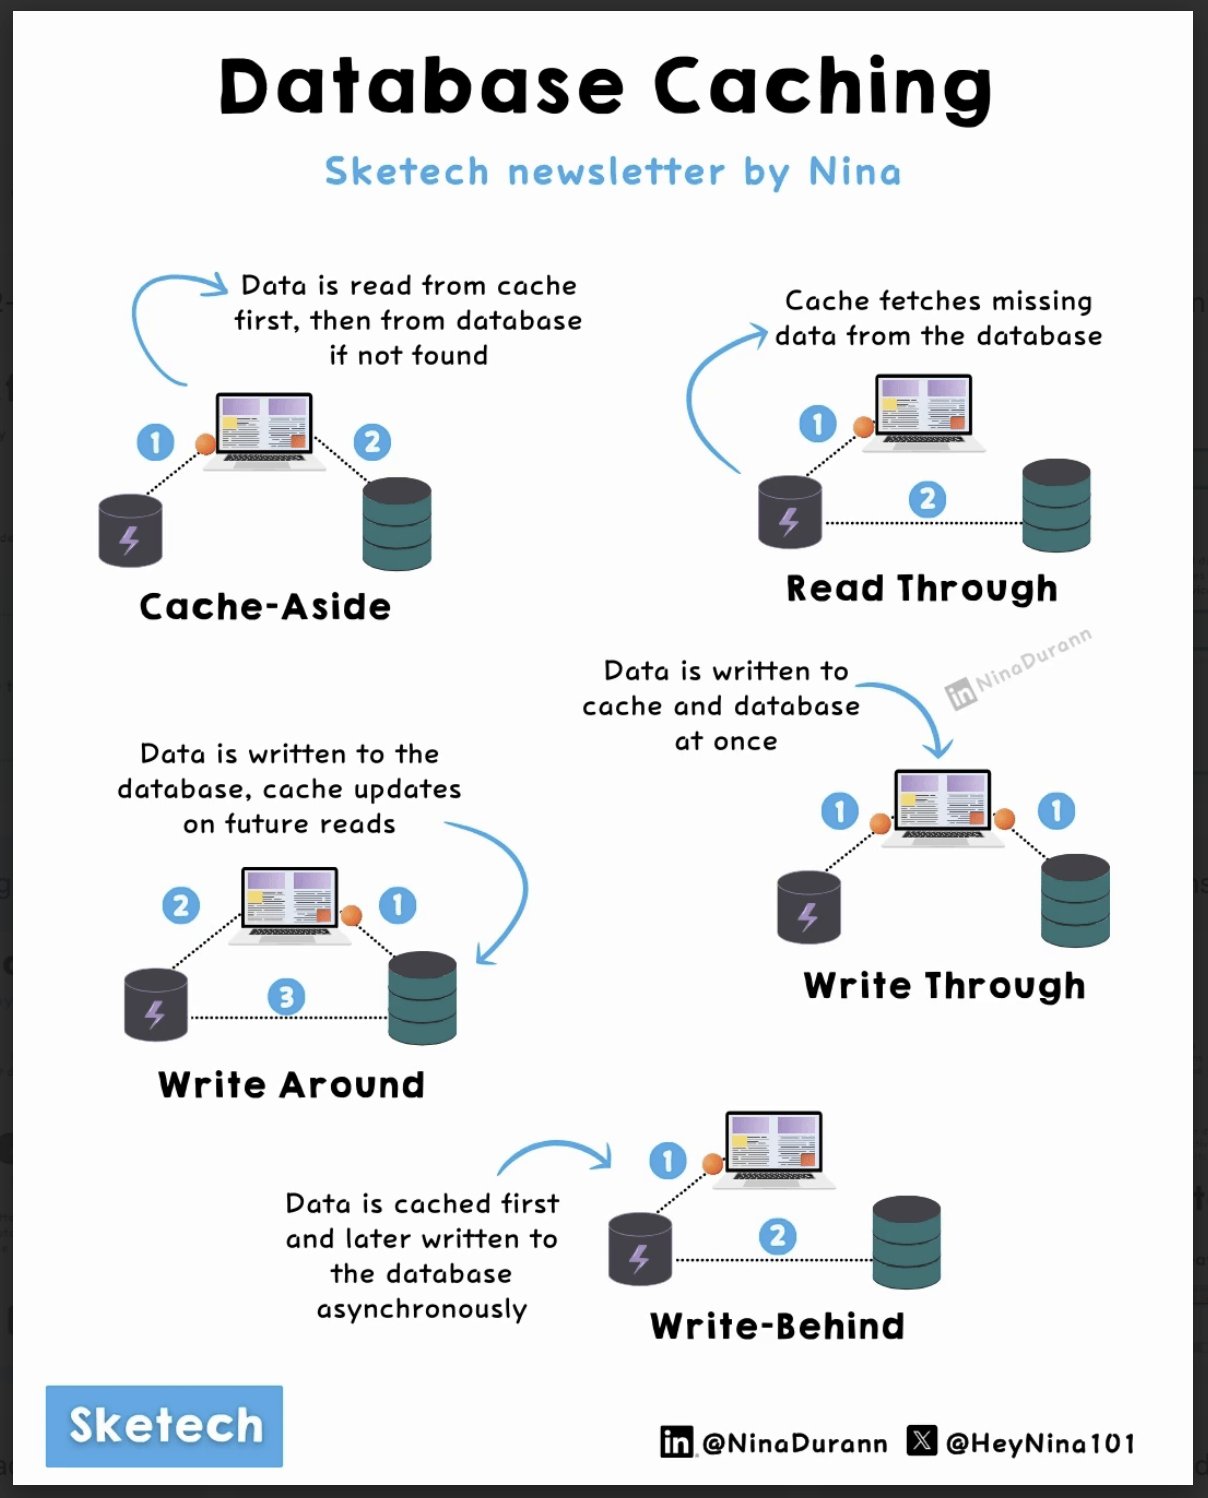 Database Caching
Sketech newsletter by Nina
Data is read from cache
first, then from database
if not found
1
2
Cache-Aside
Cache fetches missing
data from the database
1
2
Read Through
NinaDurann
Data is written to
cache and database
at once
1
1
Write Through
Data is written to the
database, cache updates
on future reads
2
1
3
Write Around
Data is cached first
and later written to
the database
asynchronously
1
2
Write-Behind
Sketech
in @NinaDurann X @HeyNina101